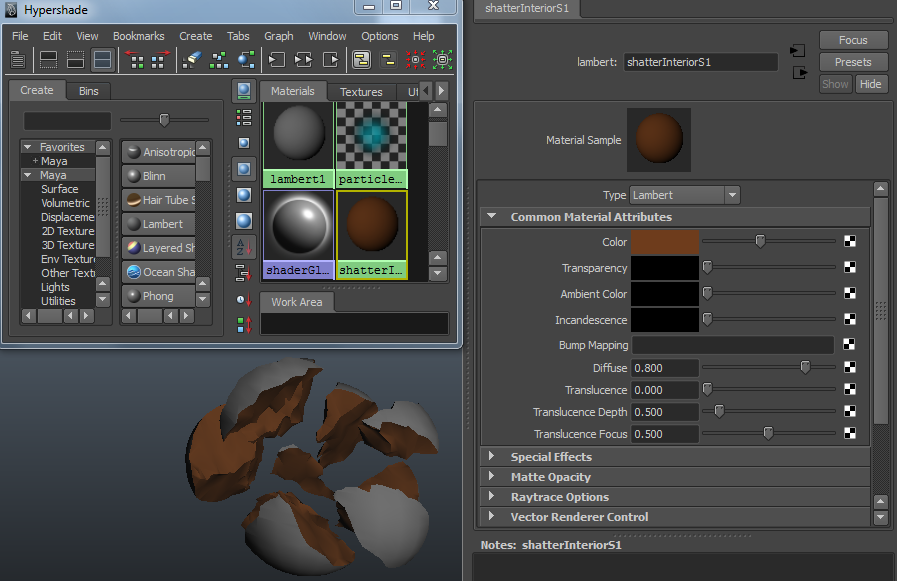 Hypershade
File Edit View Bookmarks Create Tabs Graph Window Options Help
Create Bins
Favorites
+ Maya
Maya
Surface
Volumetric
Displaceme
2D Texture
3D Texture
Env Texture
Other Text
Lights
Utilities
Anisotropic
Blinn
Hair Tube S
Lambert
Layered Sh
Ocean Sha
Phong
Materials Textures Ut
lambert1 particle...
shaderGl... shatterI...
Work Area
shatterInteriorS1
lambert: shatterInteriorS1
Focus
Presets
Show Hide
Material Sample
Type Lambert
Common Material Attributes
Color
Transparency
Ambient Color
Incandescence
Bump Mapping
Diffuse 0.800
Translucence 0.000
Translucence Depth 0.500
Translucence Focus 0.500
Special Effects
Matte Opacity
Raytrace Options
Vector Renderer Control
Notes: shatterInteriorS1